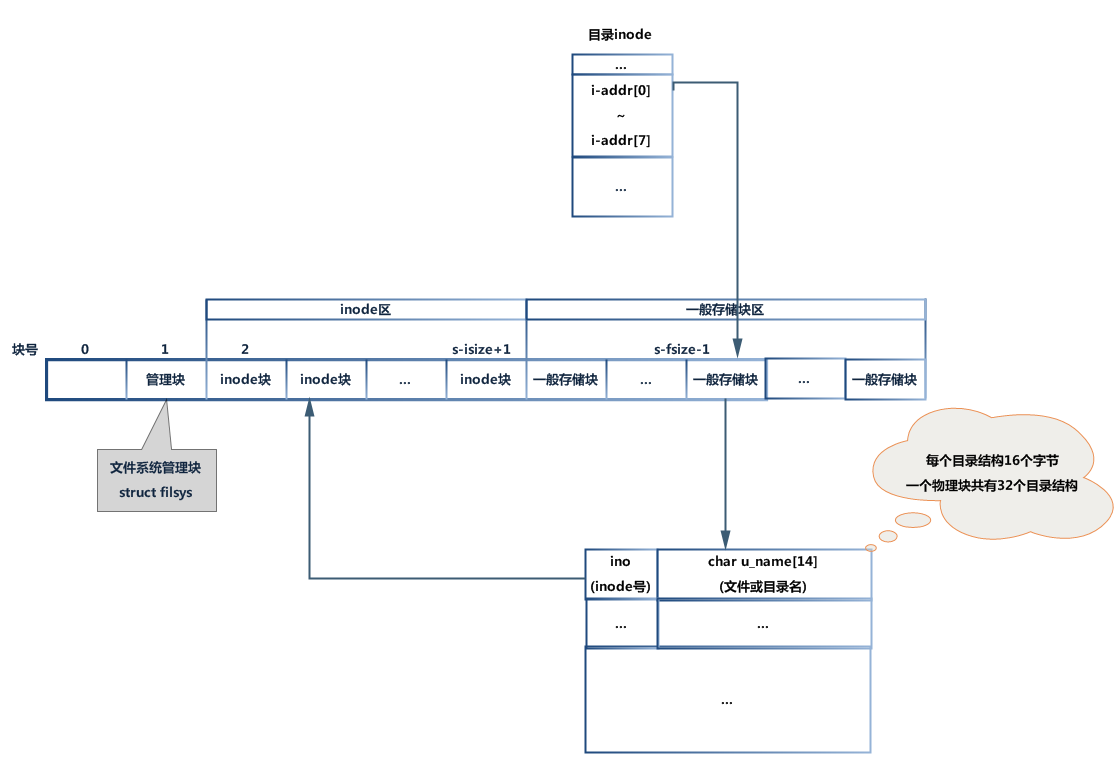 目录inode
...
i-addr[0]
~
i-addr[7]
...
inode区
一般存储块区
块号
0
1
2
s-isize+1
s-fsize-1
管理块
inode块
inode块
...
inode块
一般存储块
...
一般存储块
...
一般存储块
文件系统管理块
struct filsys
每个目录结构16个字节
一个物理块共有32个目录结构
ino
(inode号)
char u_name[14]
(文件或目录名)
...
...
...